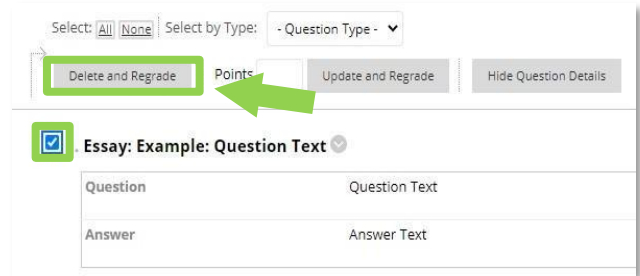 Select: All None Select by Type: - Question Type -
Delete and Regrade Points Update and Regrade Hide Question Details
. Essay: Example: Question Text
Question Question Text
Answer Answer Text